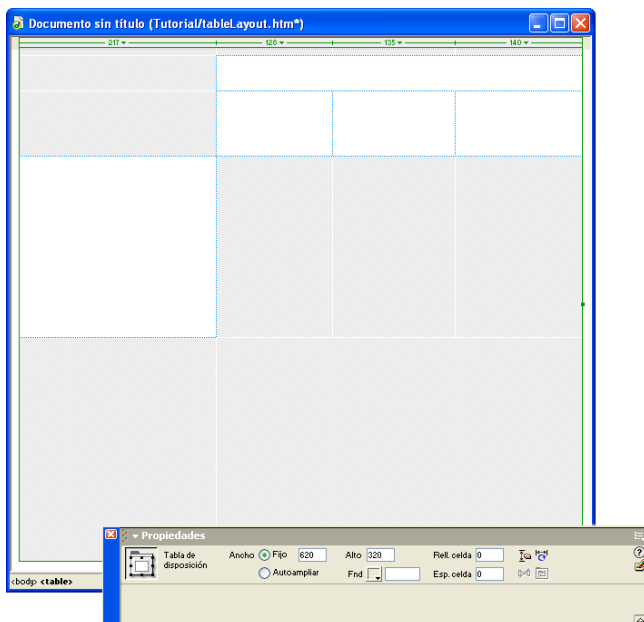 Documento sin título (Tutorial/tableLayout.htm*)
217 128 135 140
Propiedades
Tabla de disposición
Ancho Fijo 620 Alto 320 Rell. celda 0
Autoampliar Fnd Esp. celda 0
<body> <table>